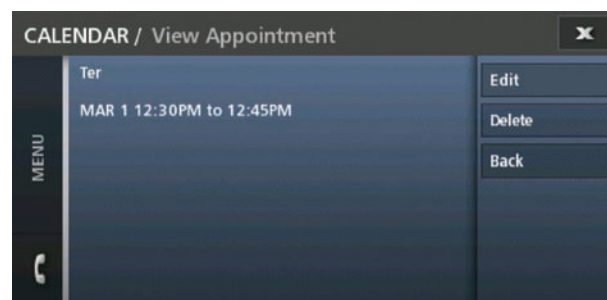 CALENDAR / View Appointment
Ter
MAR 1 12:30PM to 12:45PM
Edit
Delete
Back
MENU